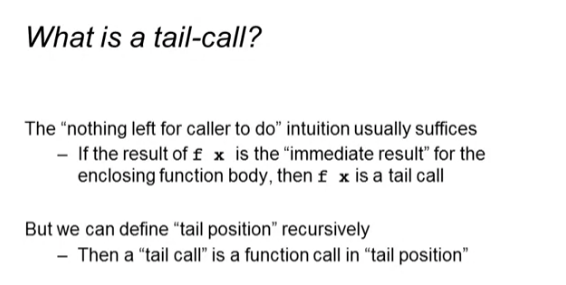 What is a tail-call?
The “nothing left for caller to do” intuition usually suffices
– If the result of f x is the “immediate result” for the
enclosing function body, then f x is a tail call
But we can define “tail position” recursively
– Then a “tail call” is a function call in “tail position”